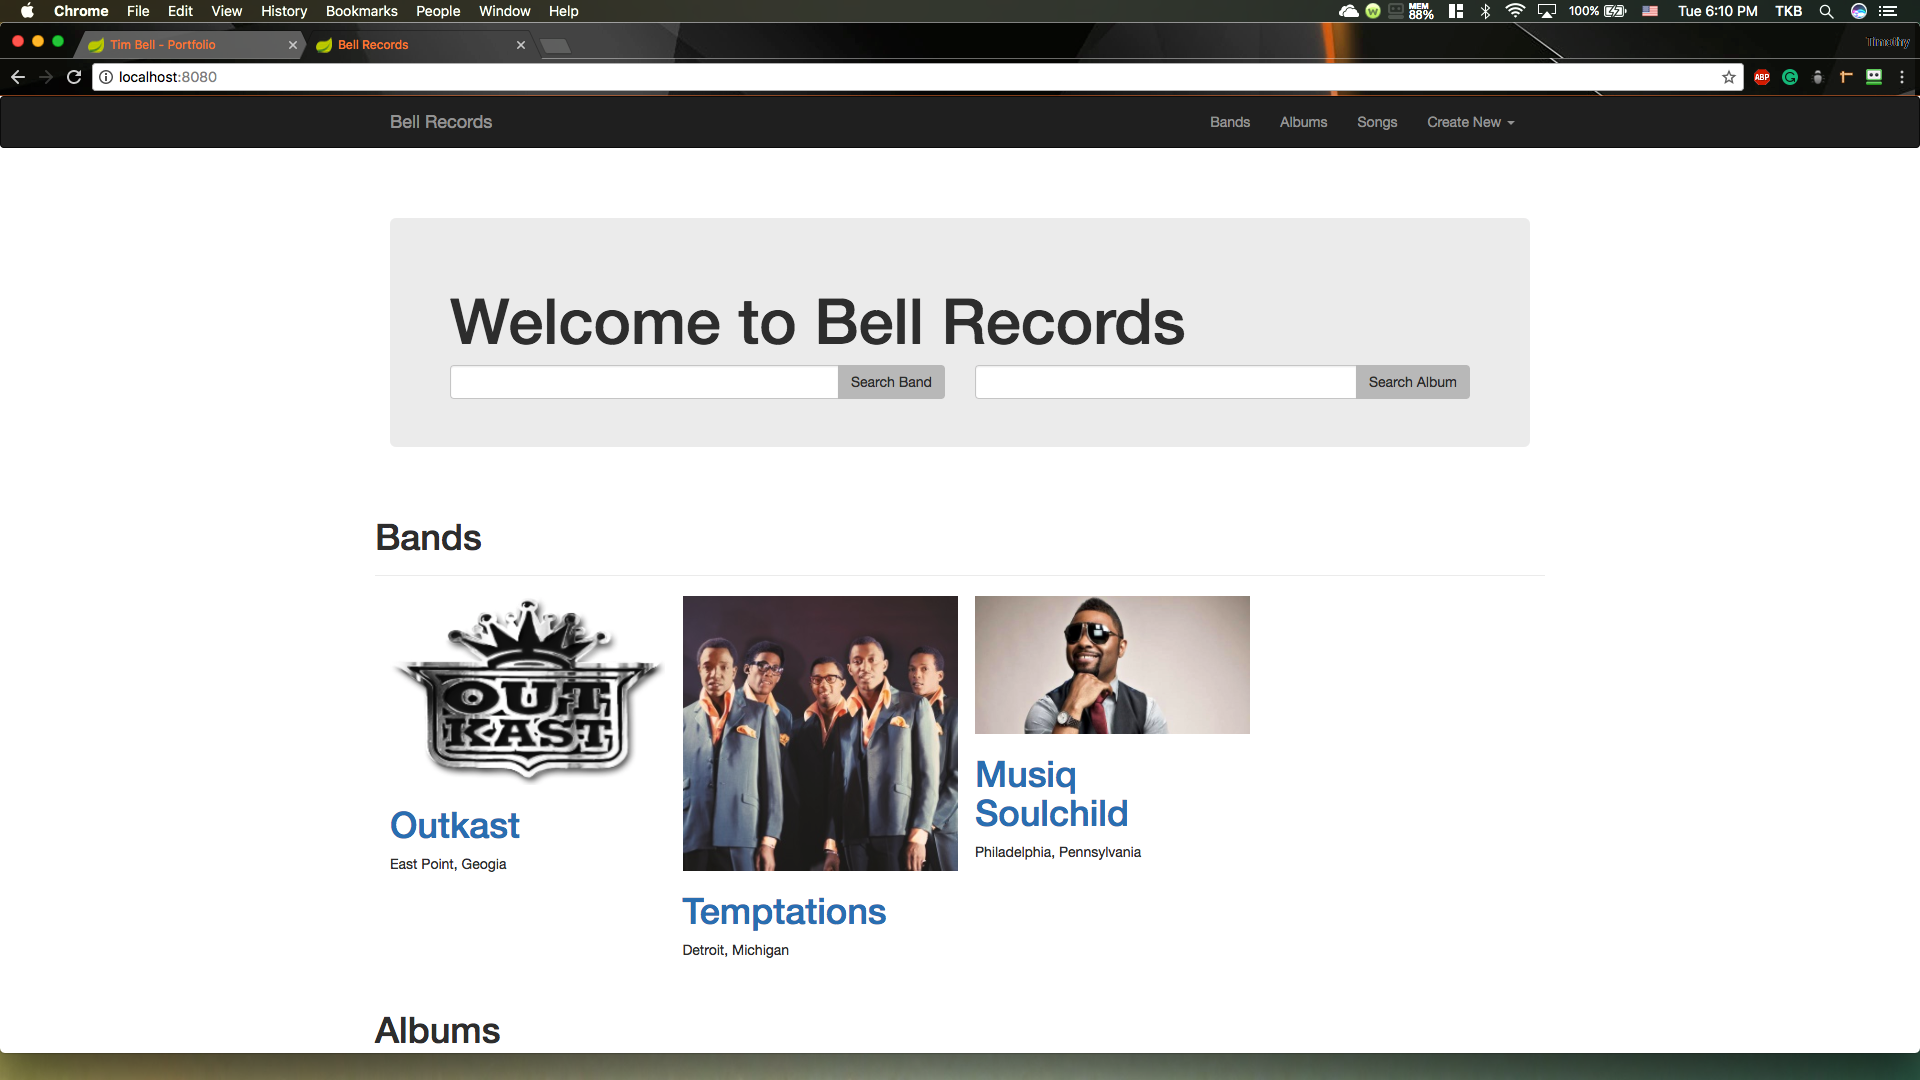 Chrome File Edit View History Bookmarks People Window Help
W MEM 88% 100% Tue 6:10 PM TKB
Tim Bell - Portfolio Bell Records Timothy
localhost:8080 ABP
Bell Records Bands Albums Songs Create New
Welcome to Bell Records
Search Band Search Album
Bands
OUT
KAST
Outkast
East Point, Geogia
Temptations
Detroit, Michigan
Musiq
Soulchild
Philadelphia, Pennsylvania
Albums